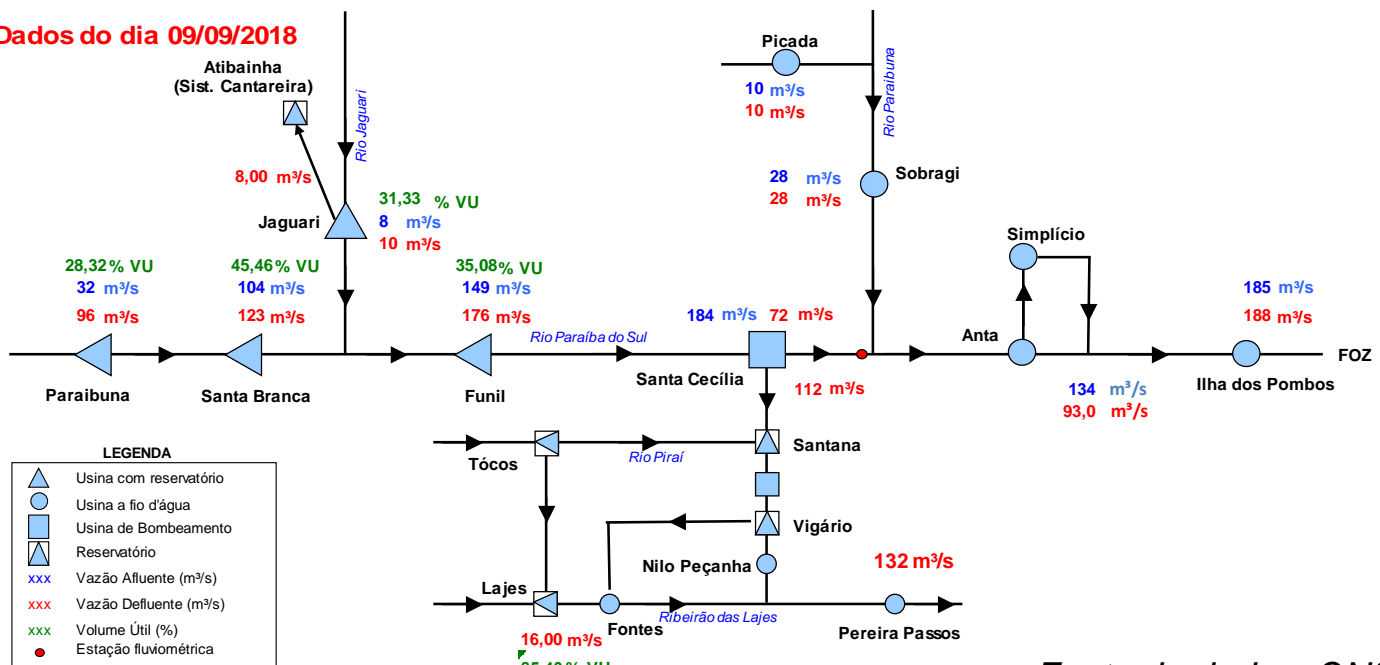 Dados do dia 09/09/2018
Atibainha
(Sist. Cantareira)
Rio Jaguari
8,00 m³/s
Jaguari
31,33 % VU
8 m³/s
10 m³/s
Picada
10 m³/s
10 m³/s
Rio Paraibuna
28 m³/s
28 m³/s
Sobragi
Simplício
28,32% VU
32 m³/s
96 m³/s
45,46% VU
104 m³/s
123 m³/s
35,08% VU
149 m³/s
176 m³/s
Rio Paraíba do Sul
184 m³/s 72 m³/s
Anta
185 m³/s
188 m³/s
FOZ
Paraibuna
Santa Branca
Funil
Santa Cecília
112 m³/s
134 m³/s
93,0 m³/s
Ilha dos Pombos
Tócos
Rio Piraí
Santana
Vigário
Nilo Peçanha
132 m³/s
Lajes
Fontes
Ribeirão das Lajes
Pereira Passos
16,00 m³/s
LEGENDA
Usina com reservatório
Usina a fio d'água
Usina de Bombeamento
Reservatório
xxx Vazão Afluente (m³/s)
xxx Vazão Defluente (m³/s)
xxx Volume Útil (%)
Estação fluviométrica